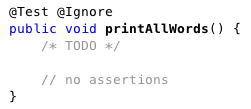 @Test @Ignore
public void printAllWords() {
/* TODO */
// no assertions
}